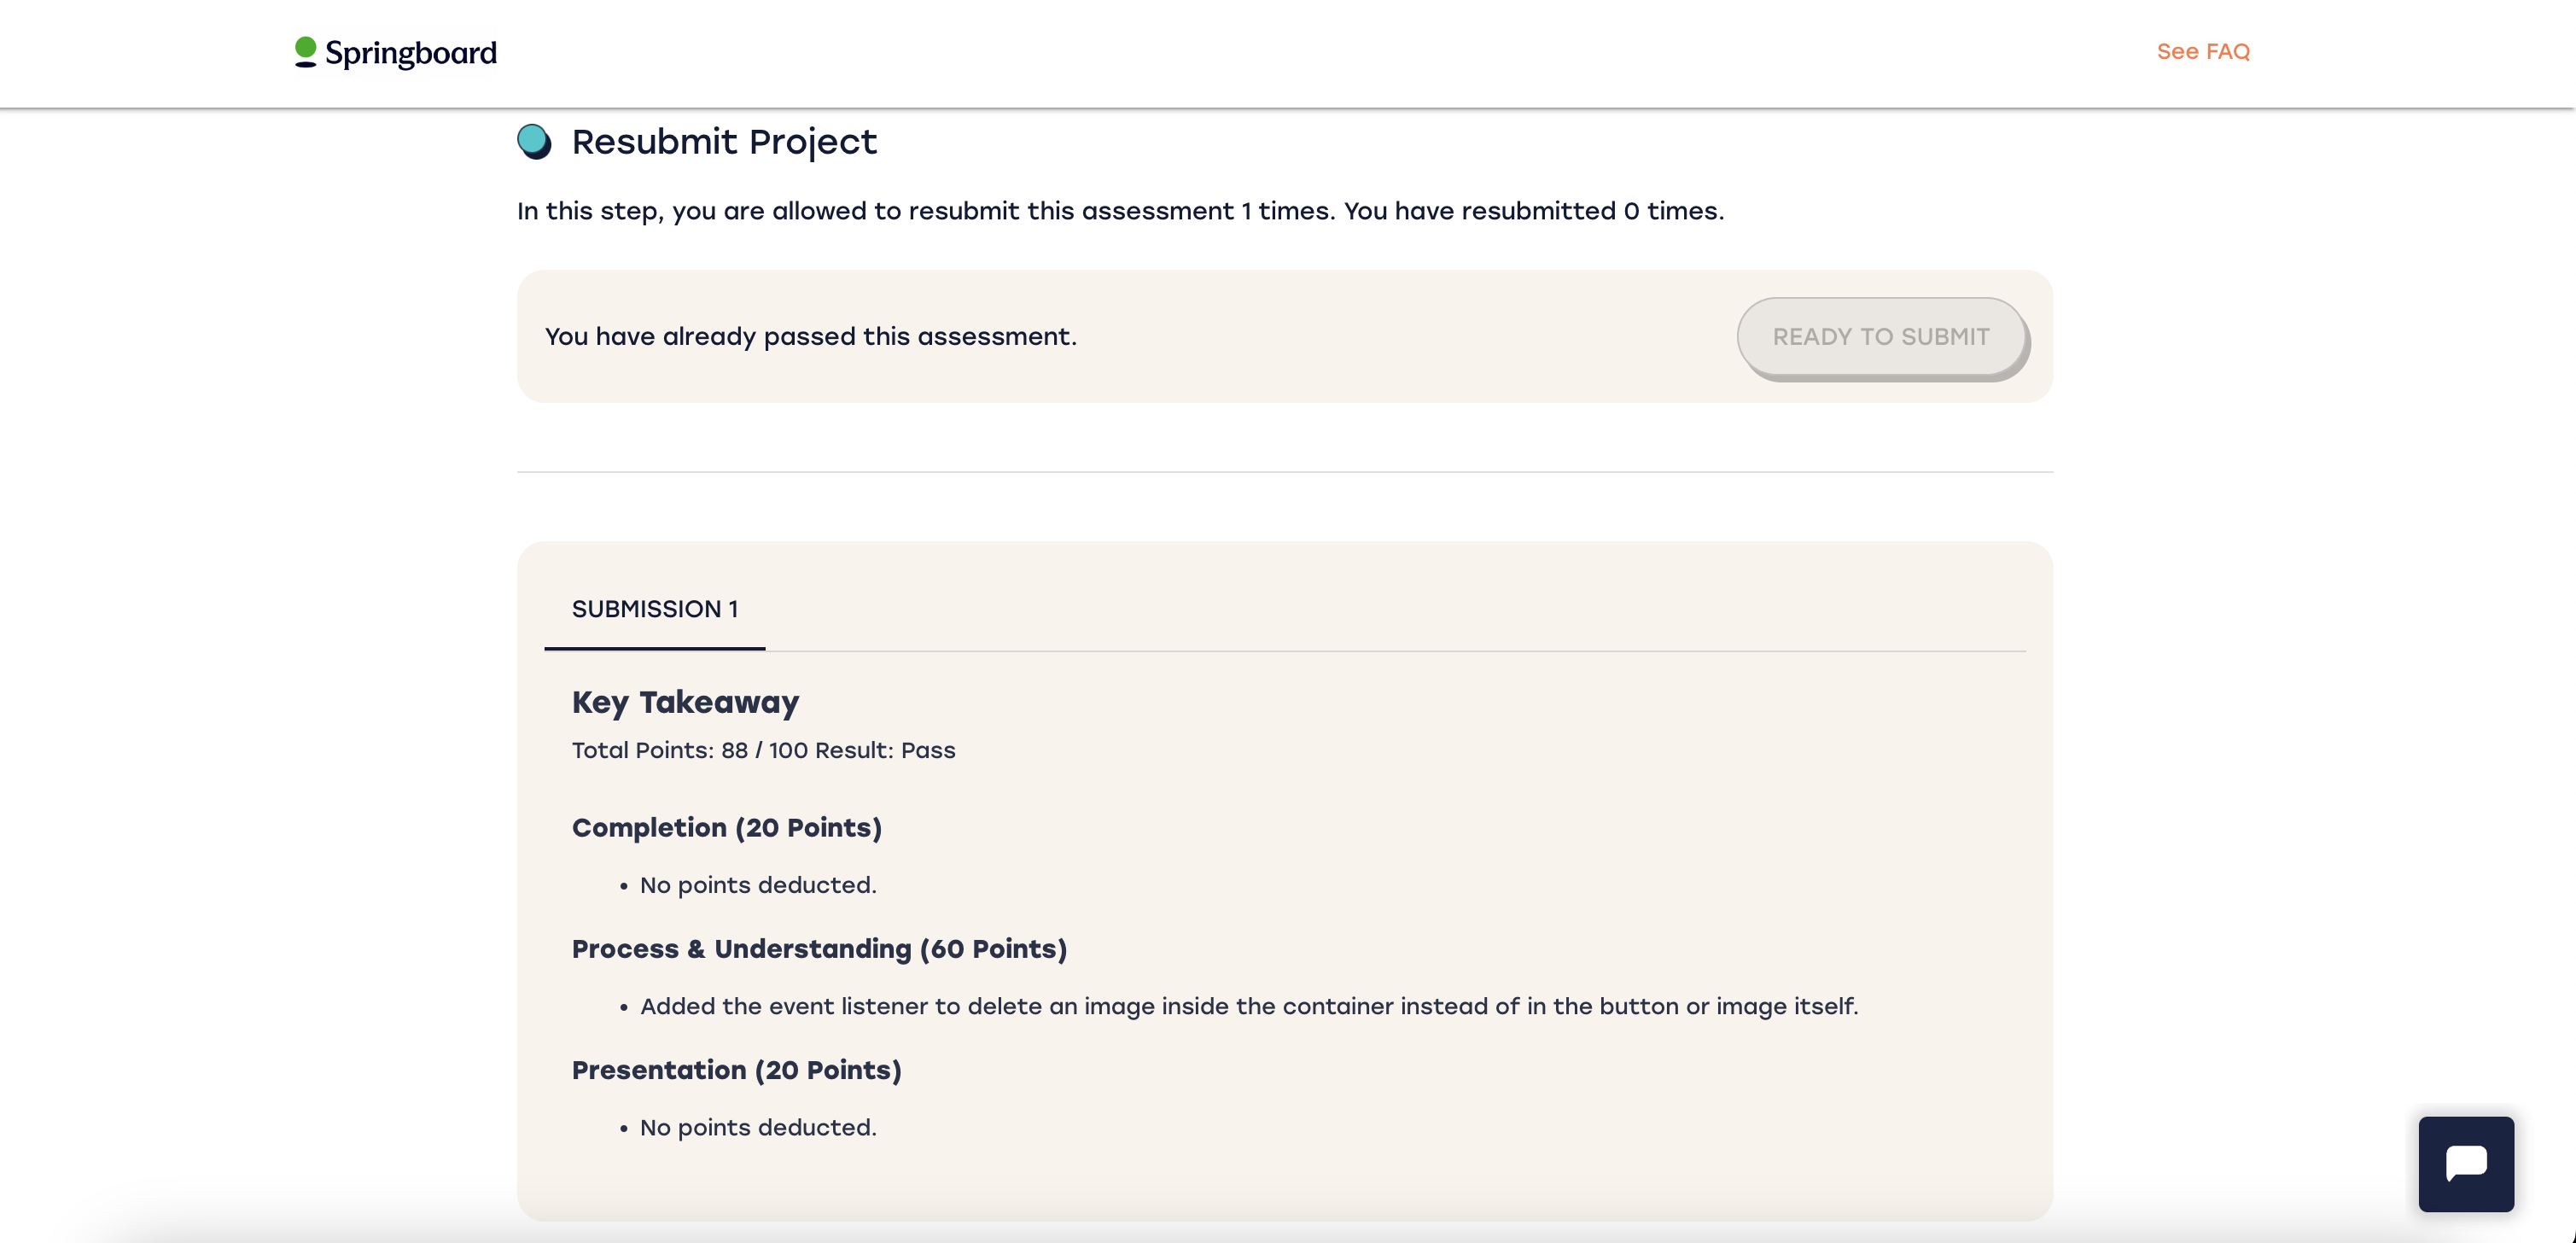 Springboard
See FAQ
Resubmit Project
In this step, you are allowed to resubmit this assessment 1 times. You have resubmitted 0 times.
You have already passed this assessment.
READY TO SUBMIT
SUBMISSION 1
Key Takeaway
Total Points: 88 / 100 Result: Pass
Completion (20 Points)
• No points deducted.
Process & Understanding (60 Points)
• Added the event listener to delete an image inside the container instead of in the button or image itself.
Presentation (20 Points)
• No points deducted.